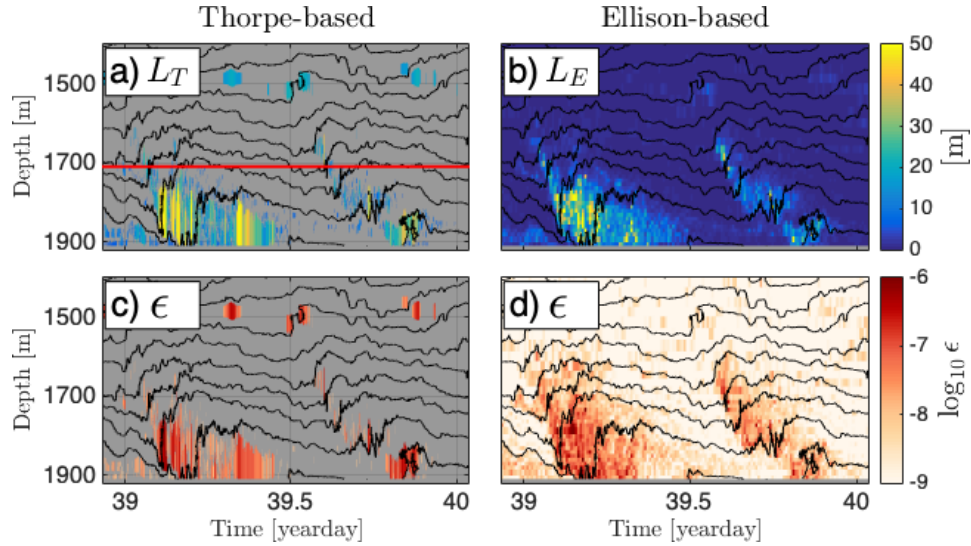 Thorpe-based
Ellison-based
a) L_T
b) L_E
Depth [m]
1500
1700
1900
50
40
30
20
10
0
[m]
c) ϵ
d) ϵ
Depth [m]
1500
1700
1900
-6
-7
-8
-9
log10 ϵ
39
39.5
40
39
39.5
40
Time [yearday]
Time [yearday]